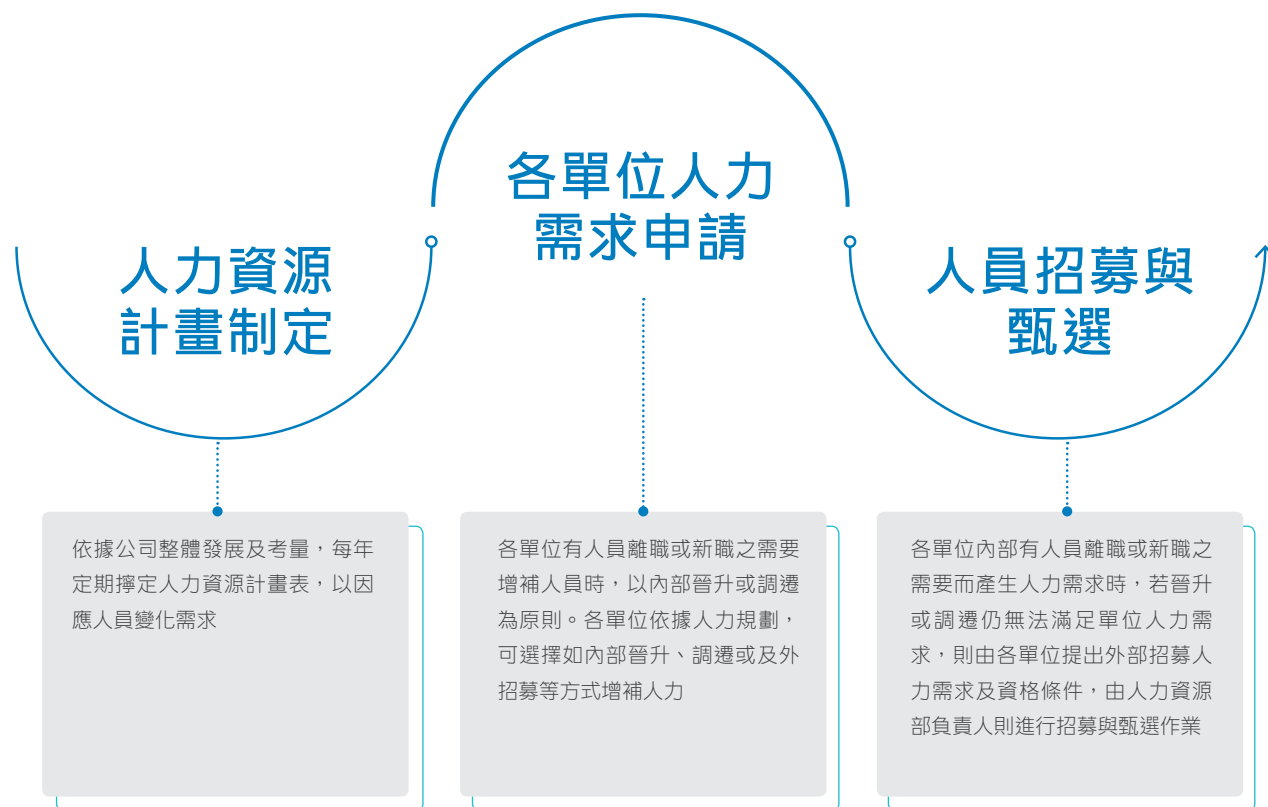 人力資源
計畫制定
各單位人力
需求申請
人員招募與
甄選
依據公司整體發展及考量，每年
定期擰定人力資源計畫表，以因
應人員變化需求
各單位有人員離職或新職之需要
增補人員時，以內部晉升或調遷
為原則。各單位依據人力規劃，
可選擇如內部晉升、調遷或及外
招募等方式增補人力
各單位內部有人員離職或新職之
需要而產生人力需求時，若晉升
或調遷仍無法滿足單位人力需
求，則由各單位提出外部招募人
力需求及資格條件，由人力資源
部負責人則進行招募與甄選作業